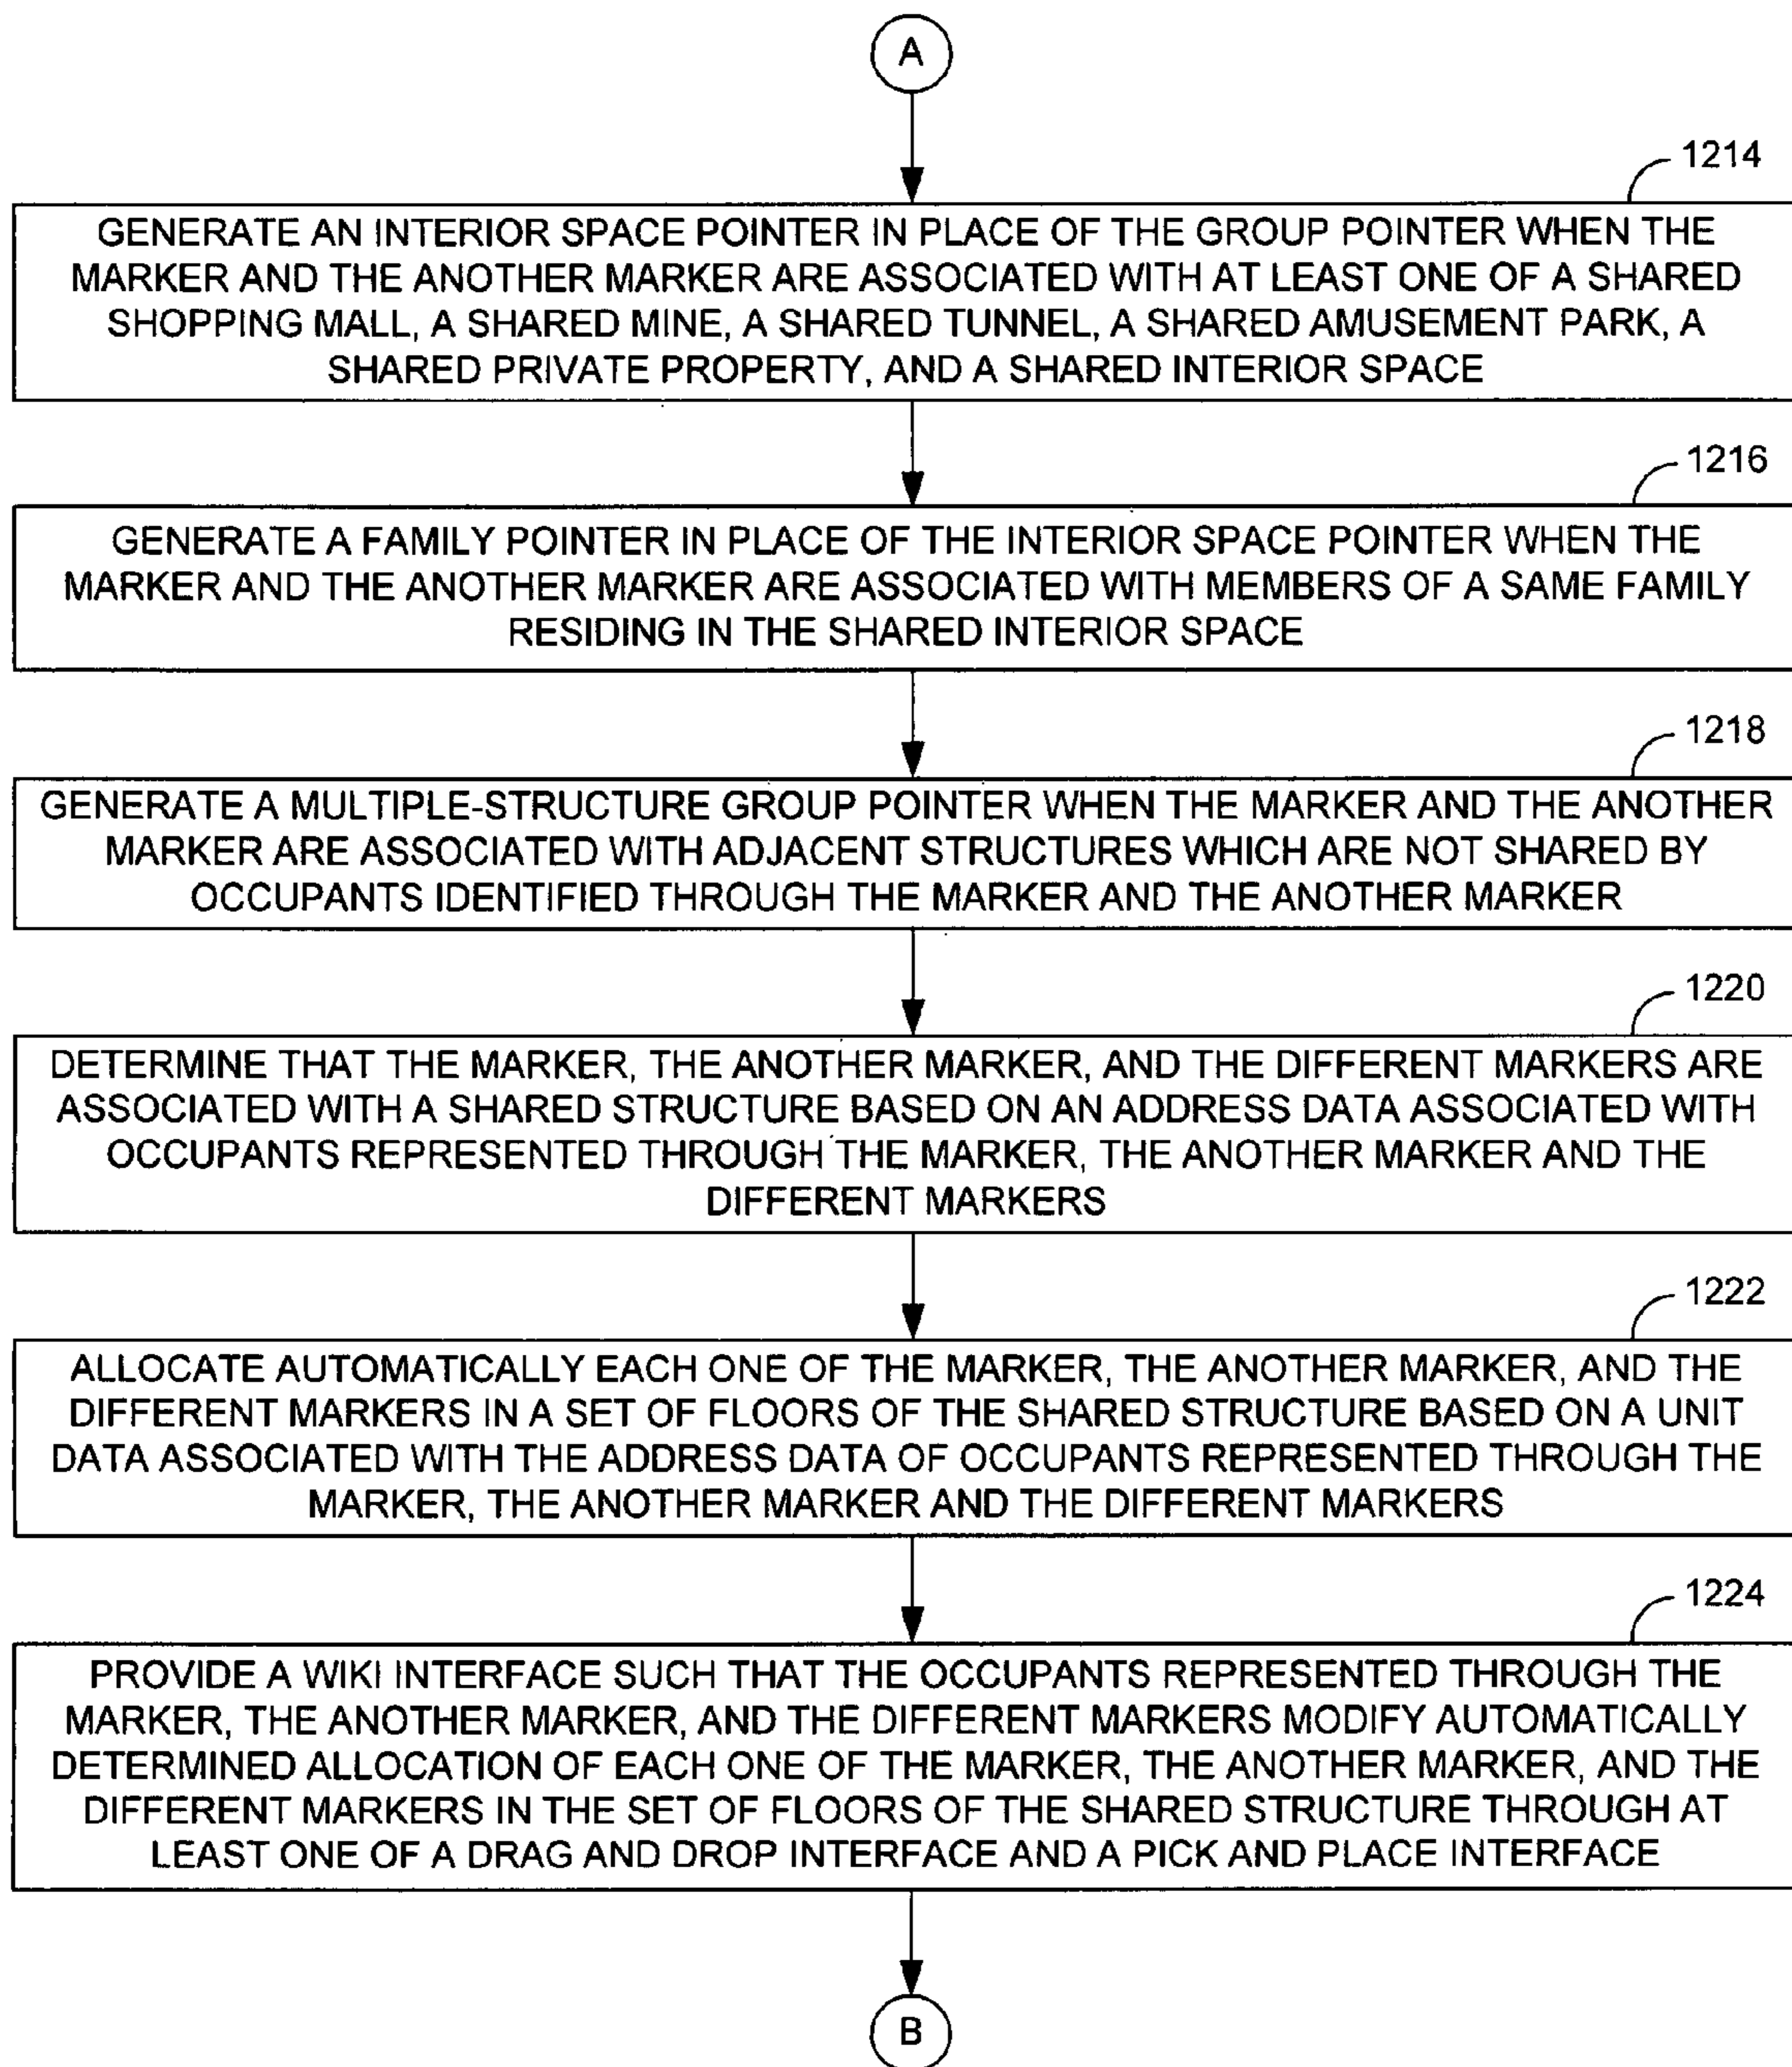 A
1214
GENERATE AN INTERIOR SPACE POINTER IN PLACE OF THE GROUP POINTER WHEN THE
MARKER AND THE ANOTHER MARKER ARE ASSOCIATED WITH AT LEAST ONE OF A SHARED
SHOPPING MALL, A SHARED MINE, A SHARED TUNNEL, A SHARED AMUSEMENT PARK, A
SHARED PRIVATE PROPERTY, AND A SHARED INTERIOR SPACE
1216
GENERATE A FAMILY POINTER IN PLACE OF THE INTERIOR SPACE POINTER WHEN THE
MARKER AND THE ANOTHER MARKER ARE ASSOCIATED WITH MEMBERS OF A SAME FAMILY
RESIDING IN THE SHARED INTERIOR SPACE
1218
GENERATE A MULTIPLE-STRUCTURE GROUP POINTER WHEN THE MARKER AND THE ANOTHER
MARKER ARE ASSOCIATED WITH ADJACENT STRUCTURES WHICH ARE NOT SHARED BY
OCCUPANTS IDENTIFIED THROUGH THE MARKER AND THE ANOTHER MARKER
1220
DETERMINE THAT THE MARKER, THE ANOTHER MARKER, AND THE DIFFERENT MARKERS ARE
ASSOCIATED WITH A SHARED STRUCTURE BASED ON AN ADDRESS DATA ASSOCIATED WITH
OCCUPANTS REPRESENTED THROUGH THE MARKER, THE ANOTHER MARKER AND THE
DIFFERENT MARKERS
1222
ALLOCATE AUTOMATICALLY EACH ONE OF THE MARKER, THE ANOTHER MARKER, AND THE
DIFFERENT MARKERS IN A SET OF FLOORS OF THE SHARED STRUCTURE BASED ON A UNIT
DATA ASSOCIATED WITH THE ADDRESS DATA OF OCCUPANTS REPRESENTED THROUGH THE
MARKER, THE ANOTHER MARKER AND THE DIFFERENT MARKERS
1224
PROVIDE A WIKI INTERFACE SUCH THAT THE OCCUPANTS REPRESENTED THROUGH THE
MARKER, THE ANOTHER MARKER, AND THE DIFFERENT MARKERS MODIFY AUTOMATICALLY
DETERMINED ALLOCATION OF EACH ONE OF THE MARKER, THE ANOTHER MARKER, AND THE
DIFFERENT MARKERS IN THE SET OF FLOORS OF THE SHARED STRUCTURE THROUGH AT
LEAST ONE OF A DRAG AND DROP INTERFACE AND A PICK AND PLACE INTERFACE
B